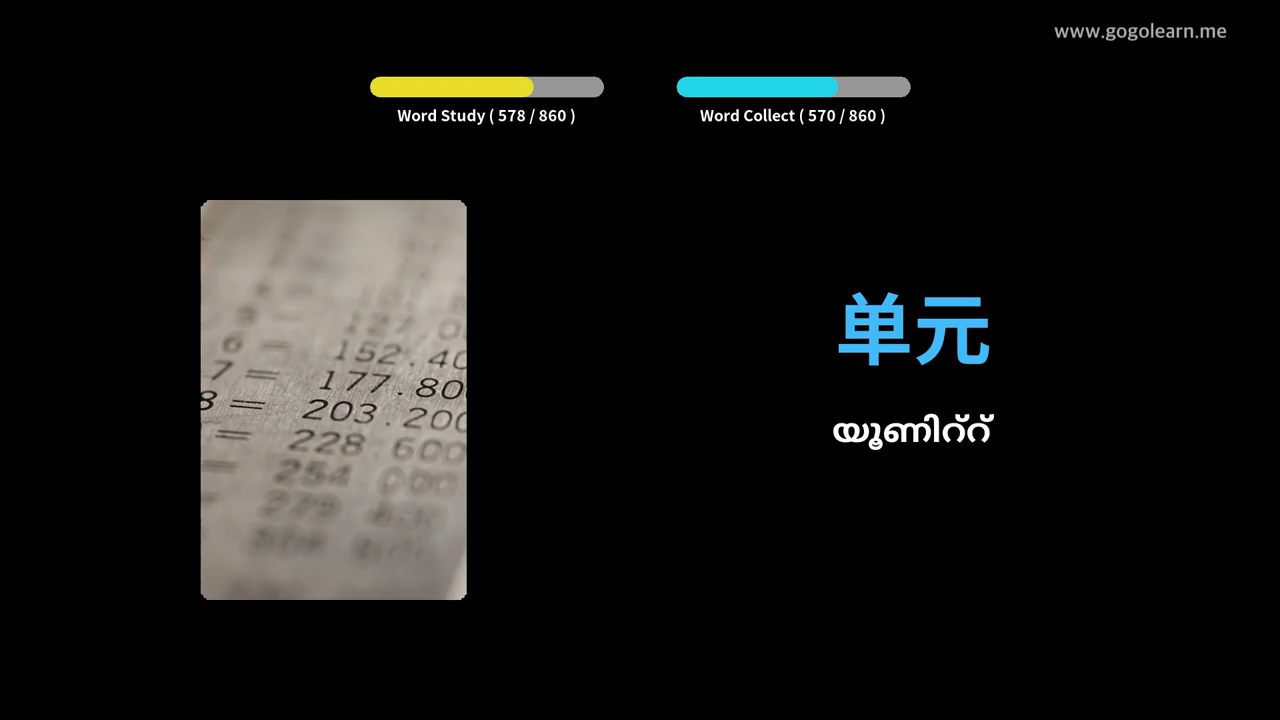 www.gogolearn.me
Word Study ( 578 / 860 )
Word Collect ( 570 / 860 )
6 = 152.40
7 = 177.80
8 = 203.200
= 228.600
= 254
单元
യൂണിറ്റ്